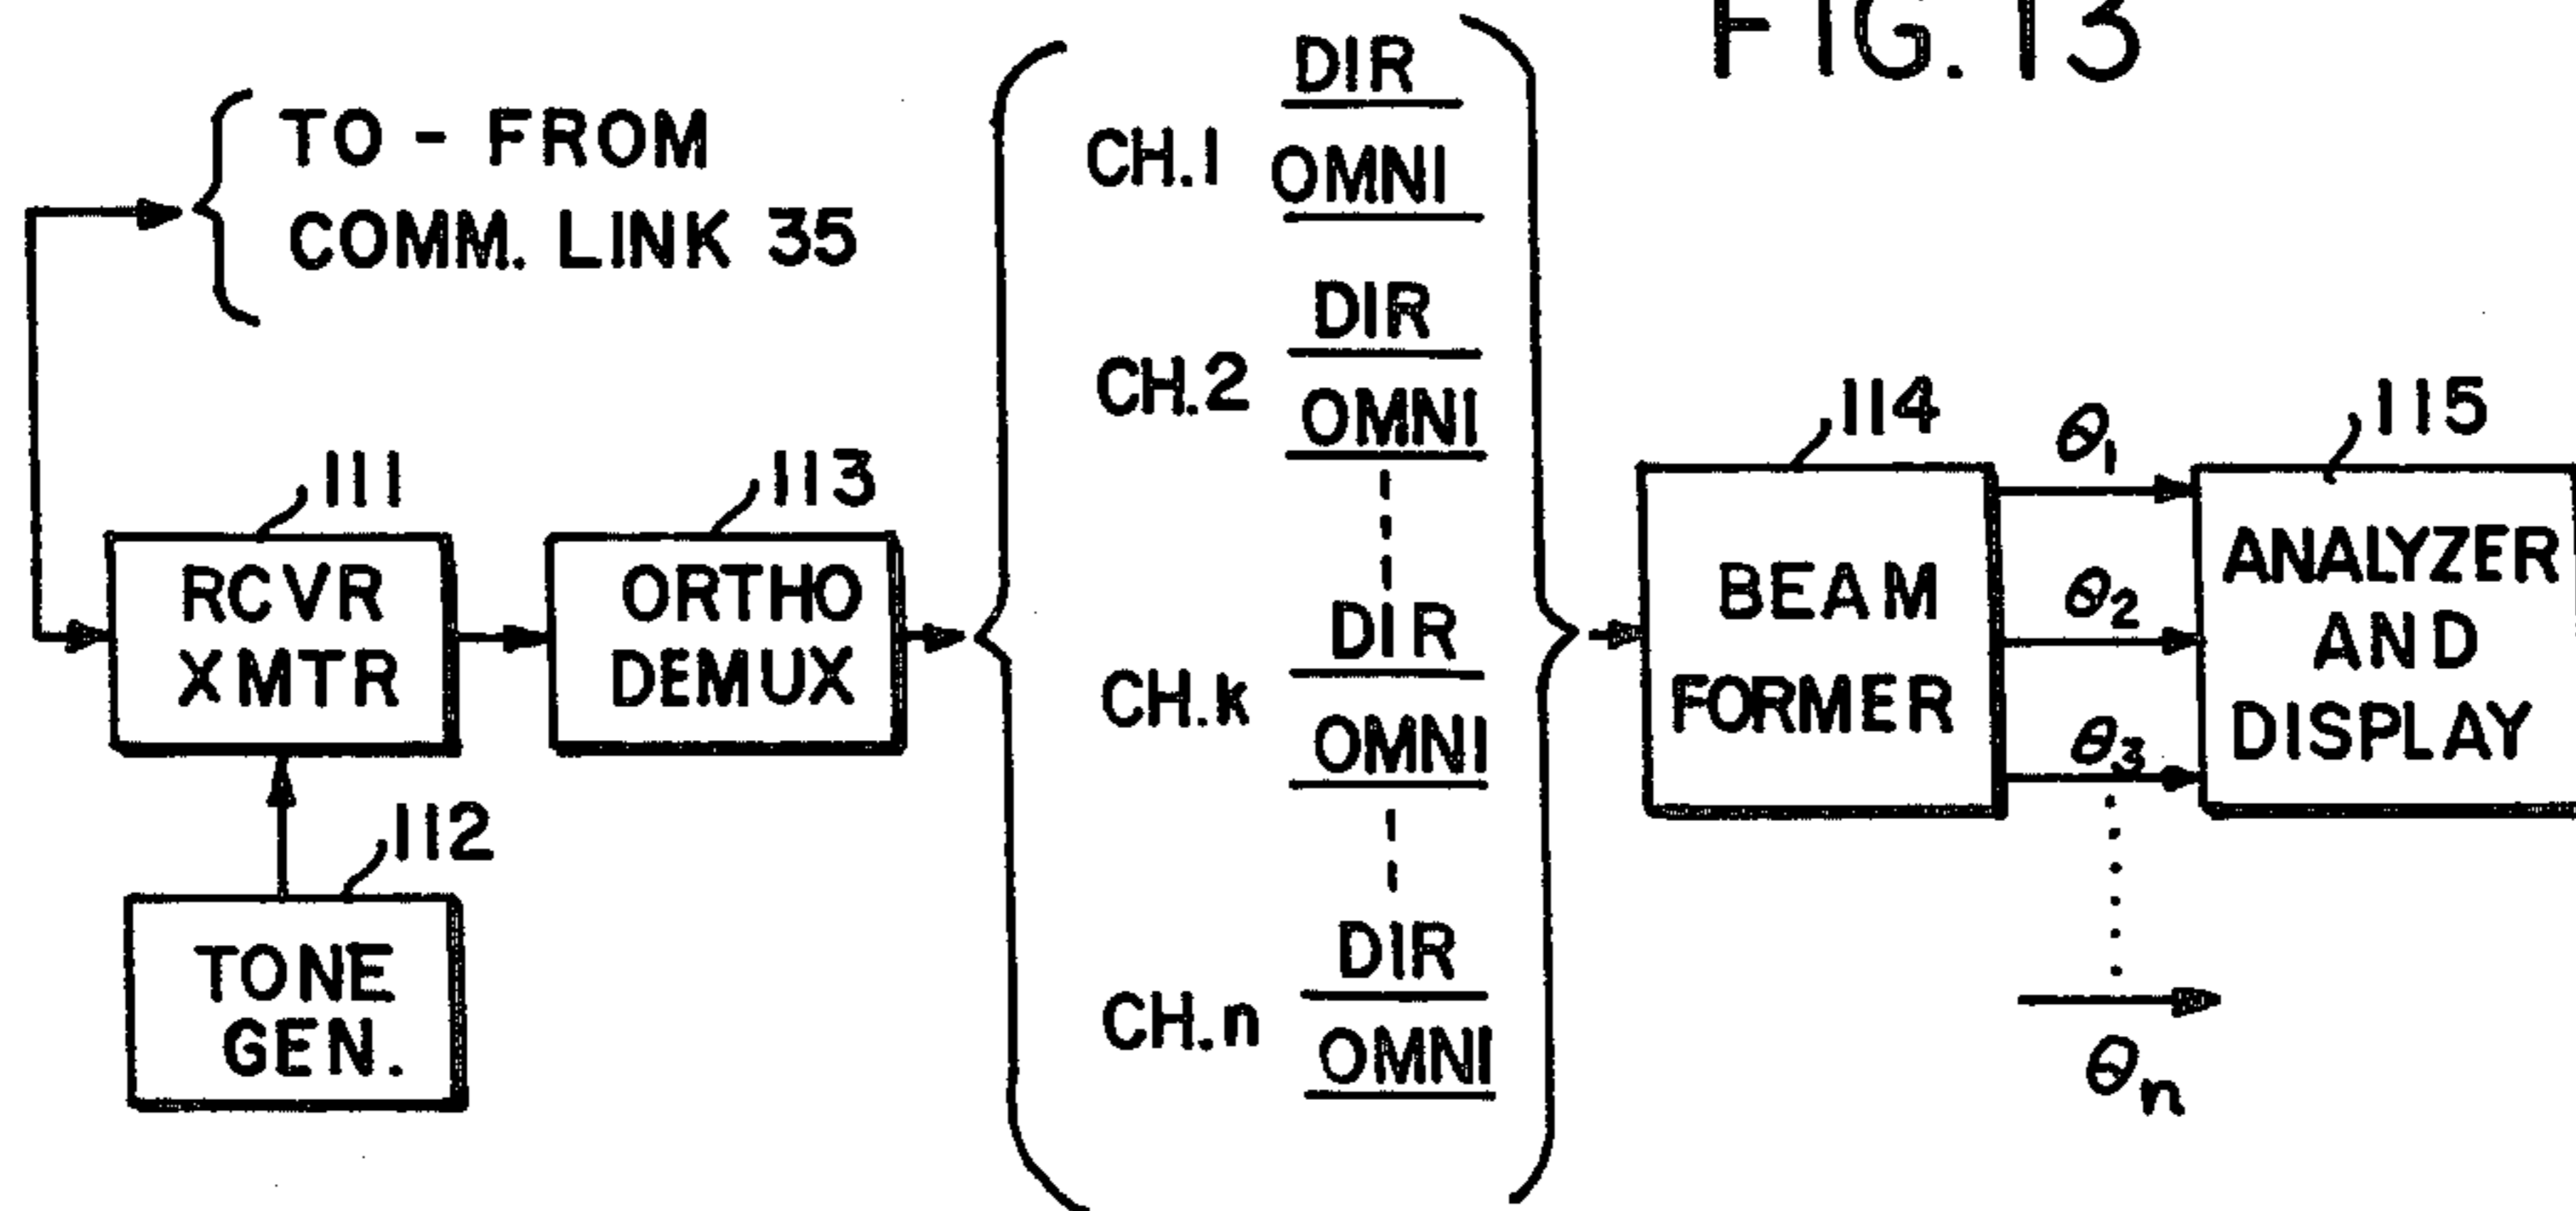 FIG. 13
TO - FROM
COMM. LINK 35
111
RCVR
XMTR
112
TONE
GEN.
113
ORTHO
DEMUX
CH.1
DIR
OMNI
CH.2
DIR
OMNI
CH.k
DIR
OMNI
CH.n
DIR
OMNI
114
BEAM
FORMER
θ1
θ2
θ3
θn
115
ANALYZER
AND
DISPLAY